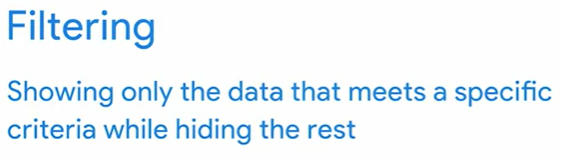 Filtering
Showing only the data that meets a specific
criteria while hiding the rest